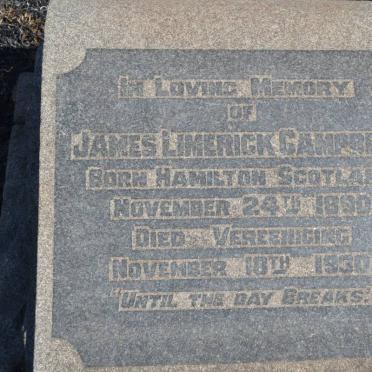 IN LOVING MEMORY
OF
JAMES LIMERICK CAMPB
BORN HAMILTON SCOTLA
NOVEMBER 24TH 1890
DIED VEREENIGING
NOVEMBER 18TH 1930
"UNTIL THE DAY BREAKS."